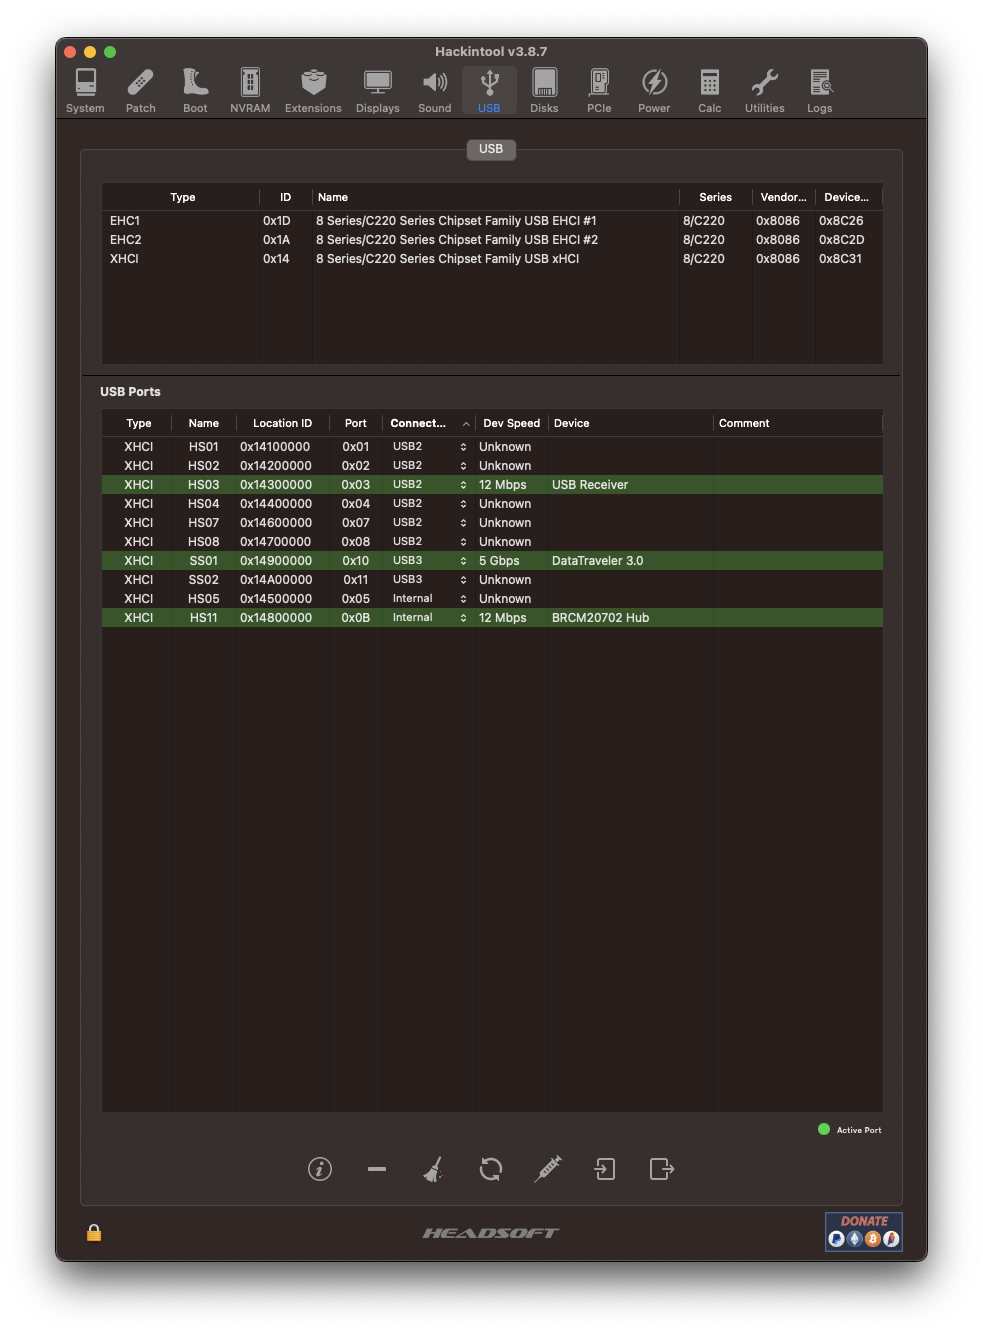 Hackintool v3.8.7
System Patch Boot NVRAM Extensions Displays Sound USB Disks PCIe Power Calc Utilities Logs
USB
Type ID Name Series Vendor... Device...
EHC1 0x1D 8 Series/C220 Series Chipset Family USB EHCI #1 8/C220 0x8086 0x8C26
EHC2 0x1A 8 Series/C220 Series Chipset Family USB EHCI #2 8/C220 0x8086 0x8C2D
XHCI 0x14 8 Series/C220 Series Chipset Family USB xHCI 8/C220 0x8086 0x8C31
USB Ports
Type Name Location ID Port Connect... Dev Speed Device Comment
XHCI HS01 0x14100000 0x01 USB2 Unknown
XHCI HS02 0x14200000 0x02 USB2 Unknown
XHCI HS03 0x14300000 0x03 USB2 12 Mbps USB Receiver
XHCI HS04 0x14400000 0x04 USB2 Unknown
XHCI HS07 0x14600000 0x07 USB2 Unknown
XHCI HS08 0x14700000 0x08 USB2 Unknown
XHCI SS01 0x14900000 0x10 USB3 5 Gbps DataTraveler 3.0
XHCI SS02 0x14A00000 0x11 USB3 Unknown
XHCI HS05 0x14500000 0x05 Internal Unknown
XHCI HS11 0x14800000 0x0B Internal 12 Mbps BRCM20702 Hub
Active Port
HEADSOFT
DONATE